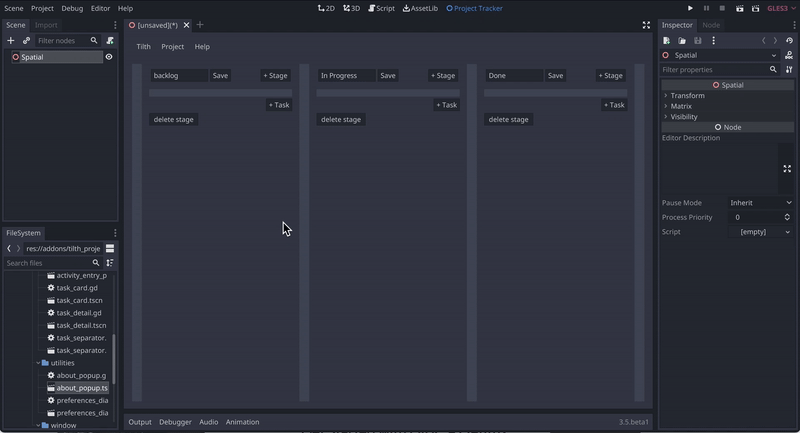 Scene Project Debug Editor Help
2D 3D Script AssetLib Project Tracker
GLES3
Scene Import
Filter nodes
Spatial
[unsaved](*)
Tilth Project Help
backlog Save + Stage
+ Task
delete stage
In Progress Save + Stage
+ Task
delete stage
Done Save + Stage
+ Task
delete stage
Inspector Node
Spatial
Filter properties
Spatial
Transform
Matrix
Visibility
Node
Editor Description
Pause Mode Inherit
Process Priority 0
Script [empty]
FileSystem
res://addons/tilth_proje
Search files
activity_entry_p
task_card.gd
task_card.tscn
task_detail.gd
task_detail.tscn
task_separator.
task_separator.
utilities
about_popup.g
about_popup.ts
preferences_dia
preferences_dia
window
Output Debugger Audio Animation
3.5.beta1